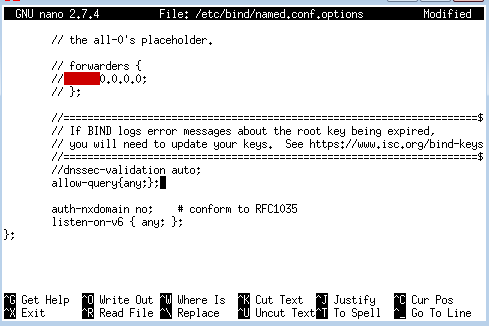 GNU nano 2.7.4 File: /etc/bind/named.conf.options Modified
// the all-0's placeholder.
// forwarders {
// 0.0.0.0;
// };
//========================================================================$
// If BIND logs error messages about the root key being expired,
// you will need to update your keys. See https://www.isc.org/bind-keys
//========================================================================$
//dnssec-validation auto;
allow-query{any;};
auth-nxdomain no; # conform to RFC1035
listen-on-v6 { any; };
};
^G Get Help ^O Write Out ^W Where Is ^K Cut Text ^J Justify ^C Cur Pos
^X Exit ^R Read File ^\ Replace ^U Uncut Text ^T To Spell ^_ Go To Line